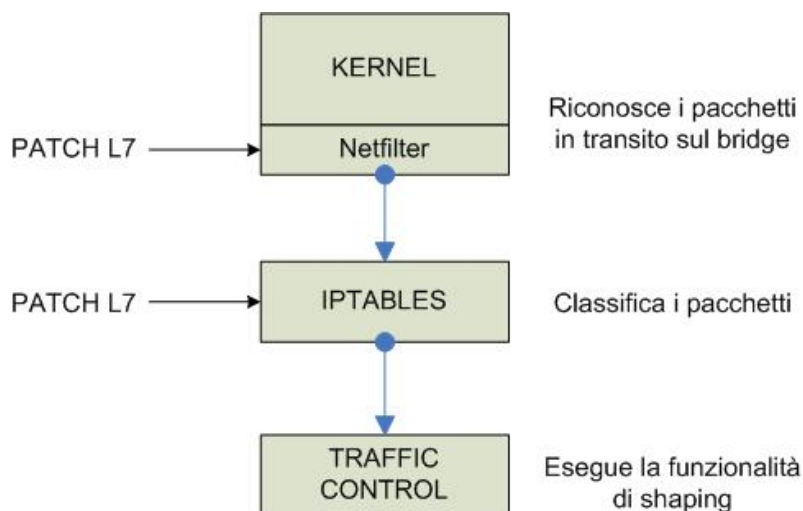 KERNEL
Riconosce i pacchetti
in transito sul bridge
PATCH L7
Netfilter
PATCH L7
IPTABLES
Classifica i pacchetti
TRAFFIC
CONTROL
Esegue la funzionalità
di shaping